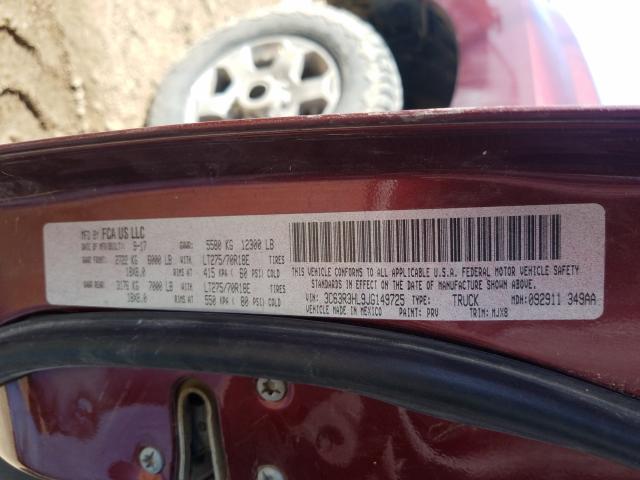 MFD BY FCA US LLC
DATE OF MFR/BUILT: 9-17 GVWR: 5580 KG 12300 LB
GAWR FRONT: 2722 KG 6000 LB LT275/70R18E TIRES
18X8.0 RIMS AT 415 KPA ( 60 PSI) COLD
GAWR REAR: 3176 KG 7000 LB LT275/70R18E TIRES
18X8.0 RIMS AT 550 KPA ( 80 PSI) COLD
THIS VEHICLE CONFORMS TO ALL APPLICABLE U.S.A. FEDERAL MOTOR VEHICLE SAFETY
STANDARDS IN EFFECT ON THE DATE OF MANUFACTURE SHOWN ABOVE.
VIN: 3C63R3HL9JG149725 TYPE: TRUCK MDH: 092911 349AA
VEHICLE MADE IN MEXICO PAINT: PRV TRIM: MJX8